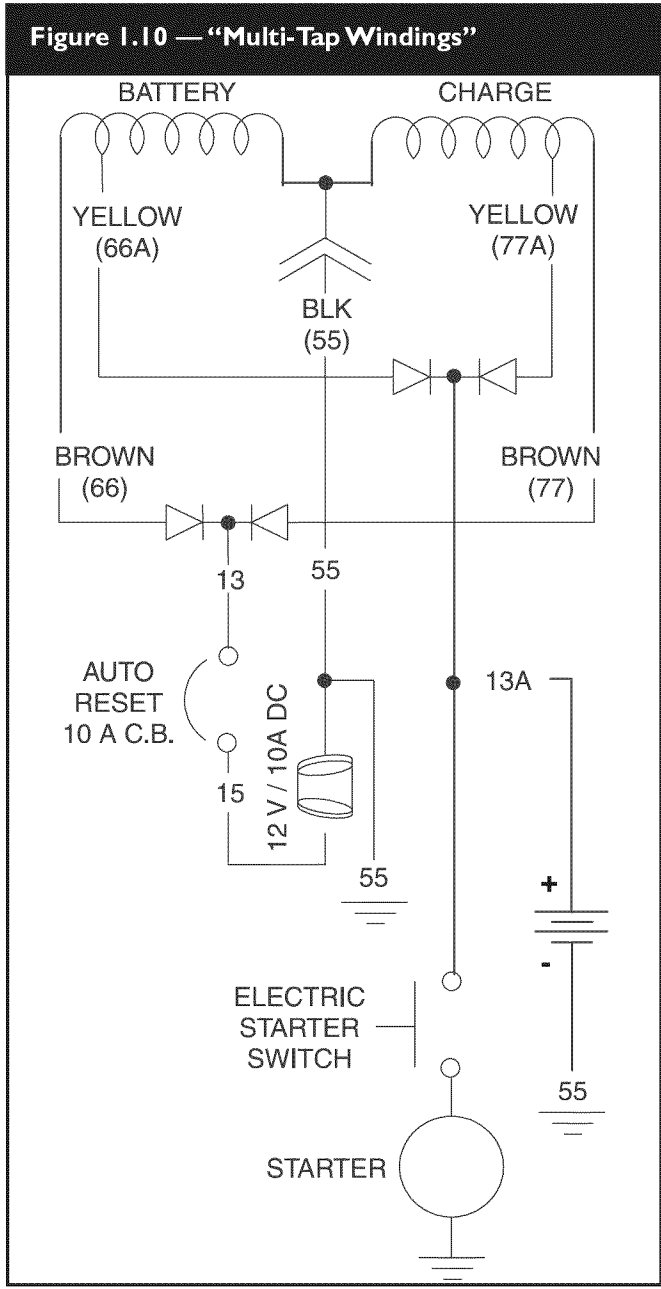 Figure 1.10 — “Multi-Tap Windings”
BATTERY
CHARGE
YELLOW
(66A)
YELLOW
(77A)
BLK
(55)
BROWN
(66)
BROWN
(77)
13
55
AUTO
RESET
10 A C.B.
13A
15
12 V / 10A DC
55
+
-
ELECTRIC
STARTER
SWITCH
55
STARTER